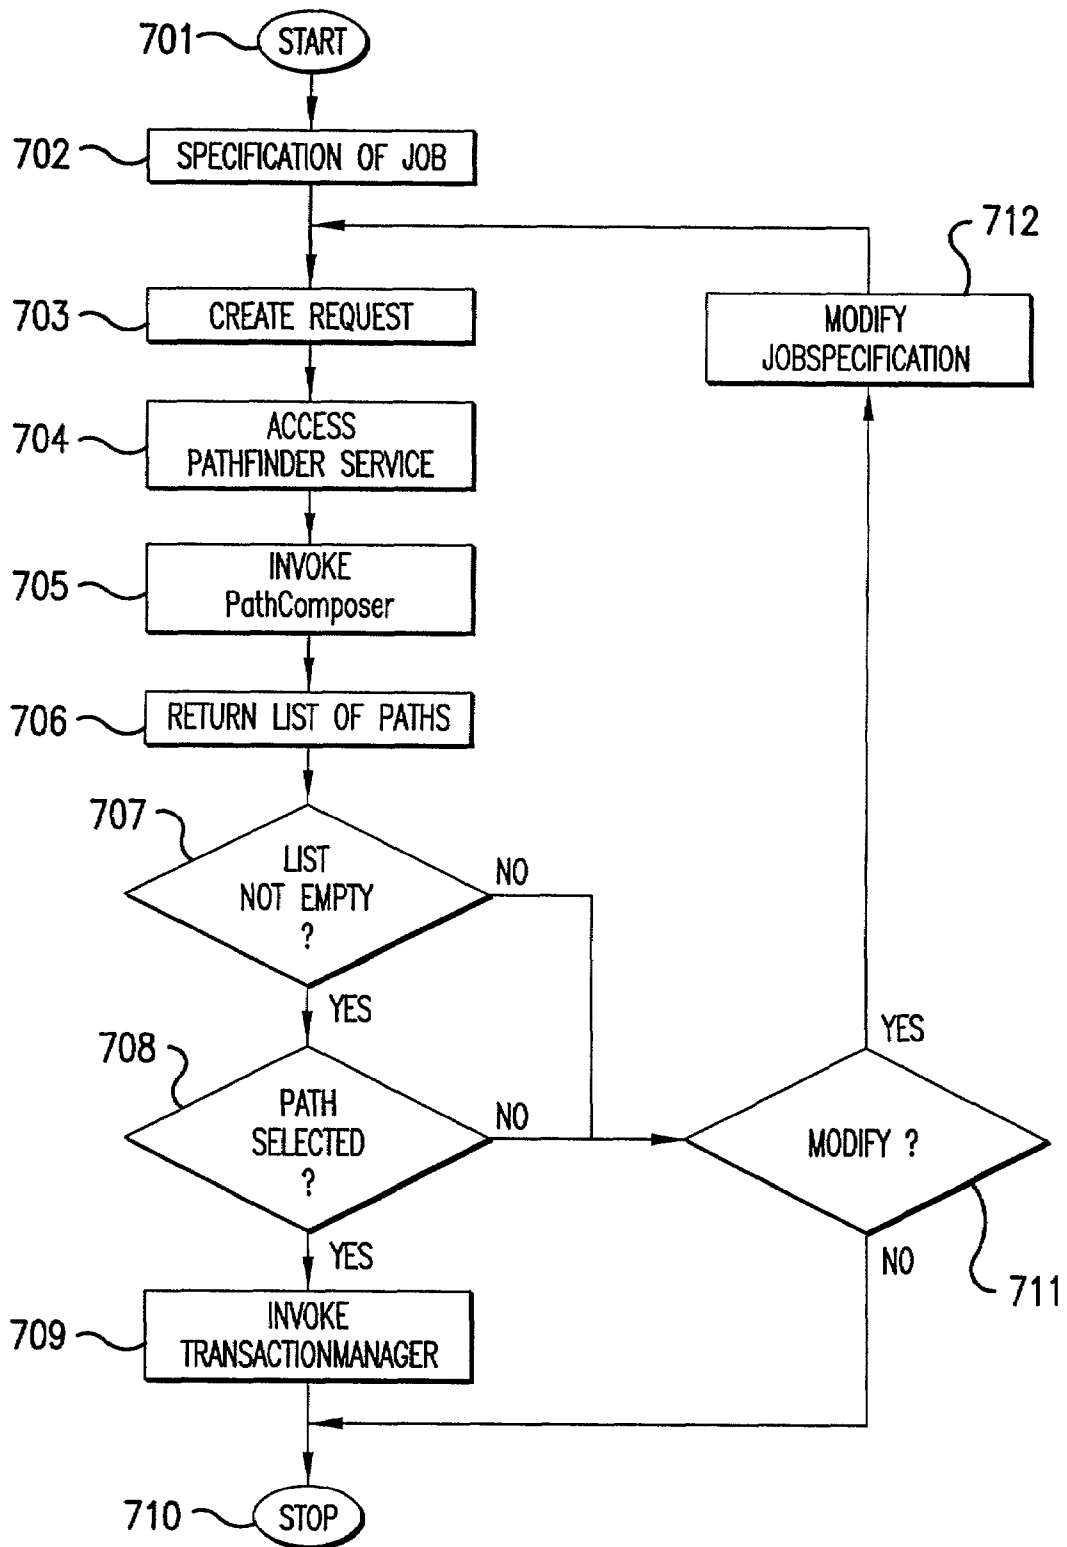 701
START
702
SPECIFICATION OF JOB
712
703
CREATE REQUEST
MODIFY
JOBSPECIFICATION
704
ACCESS
PATHFINDER SERVICE
705
INVOKE
PathComposer
706
RETURN LIST OF PATHS
707
LIST
NOT EMPTY
?
NO
YES
708
PATH
SELECTED
?
NO
YES
MODIFY ?
YES
NO
711
709
INVOKE
TRANSACTIONMANAGER
710
STOP